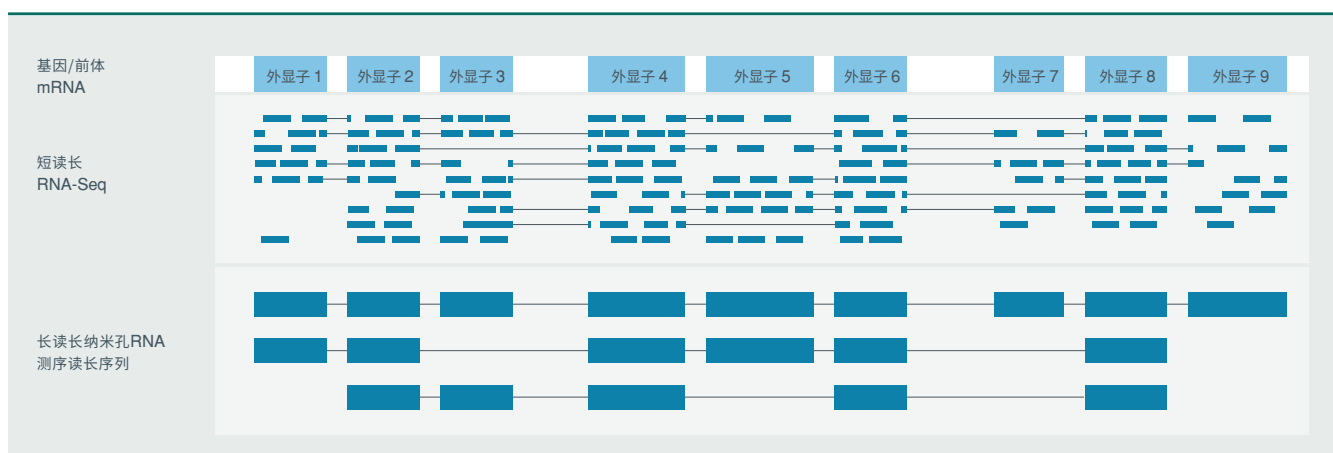 基因/前体
mRNA
外显子 1 外显子 2 外显子 3 外显子 4 外显子 5 外显子 6 外显子 7 外显子 8 外显子 9
短读长
RNA-Seq
长读长纳米孔RNA
测序读长序列